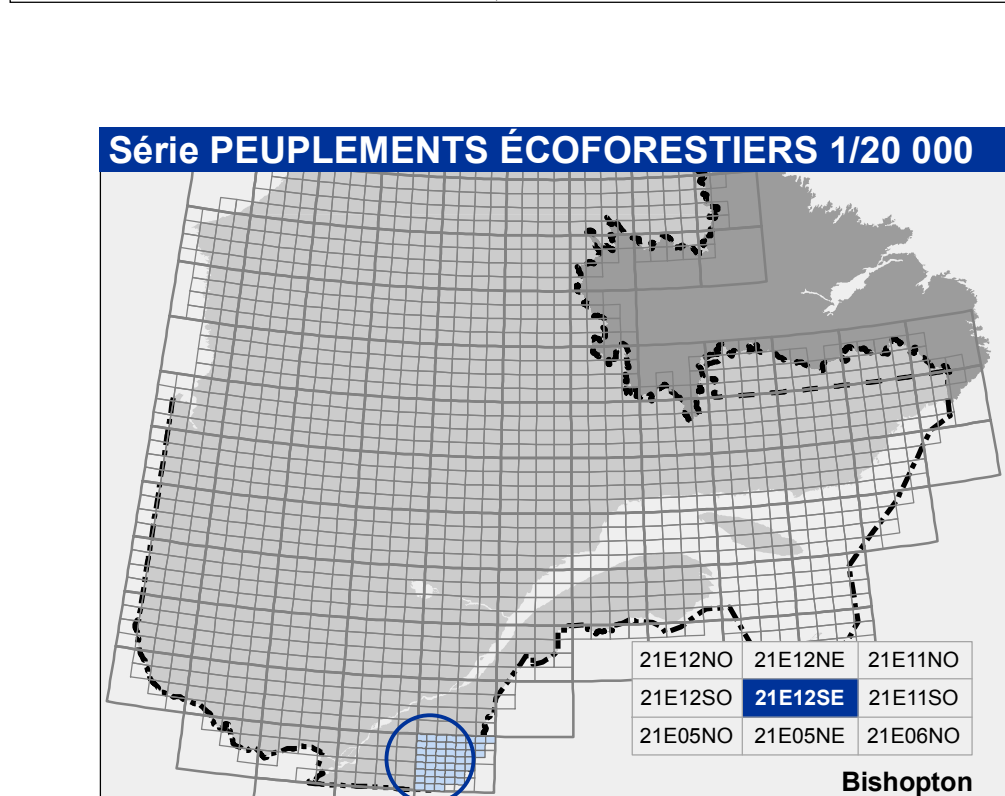 Série PEUPLEMENTS ÉCOFORESTIERS 1/20 000
21E12NO 21E12NE 21E11NO
21E12SO 21E12SE 21E11SO
21E05NO 21E05NE 21E06NO
Bishopton